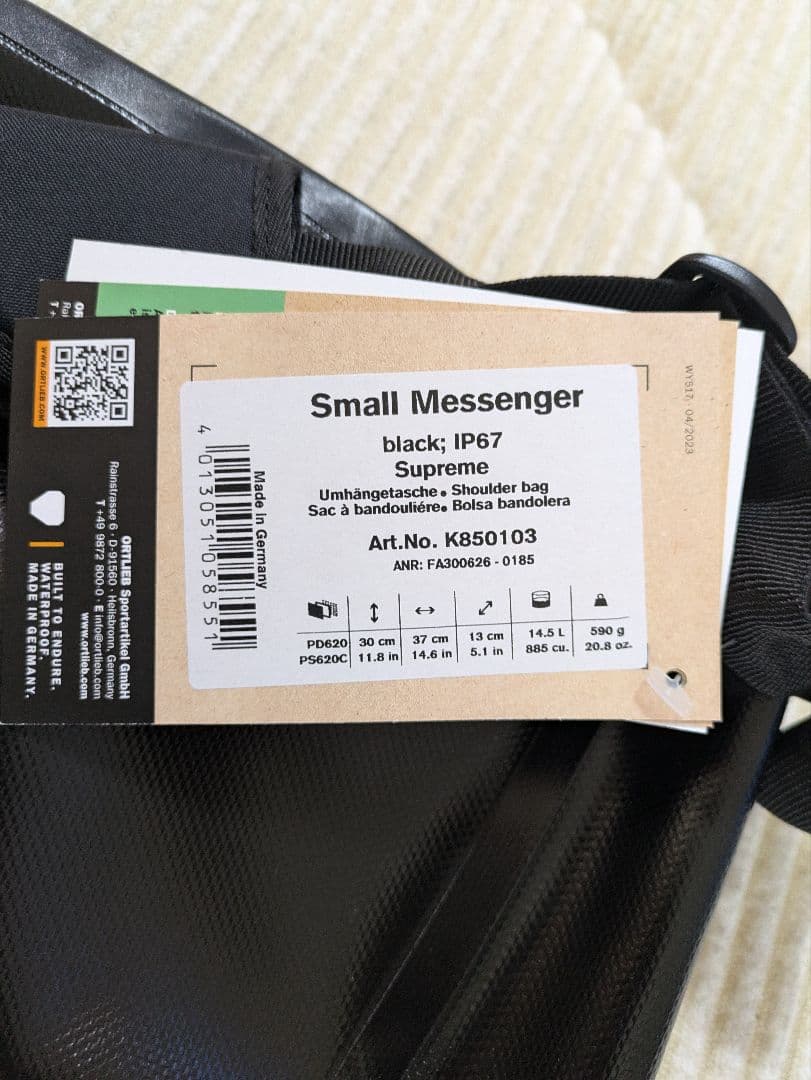 Small Messenger
black; IP67
Supreme
Umhängetasche • Shoulder bag
Sac à bandouliére• Bolsa bandolera
Art.No. K850103
ANR: FA300626 - 0185
PD620 30 cm 37 cm 13 cm 14.5 L 590 g
PS620C 11.8 in 14.6 in 5.1 in 885 cu. 20.8 oz.
Made in Germany
4 013051 058551
WYS17 · 04/2023
www.ORTLIEB.COM
ORTLIEB Sportartikel GmbH
Rainstrasse 6 · D-91560 · Heilsbronn, Germany
T +49 9872 800-0 · E info@ortlieb.com
www.ortlieb.com
BUILT TO ENDURE.
WATERPROOF.
MADE IN GERMANY.